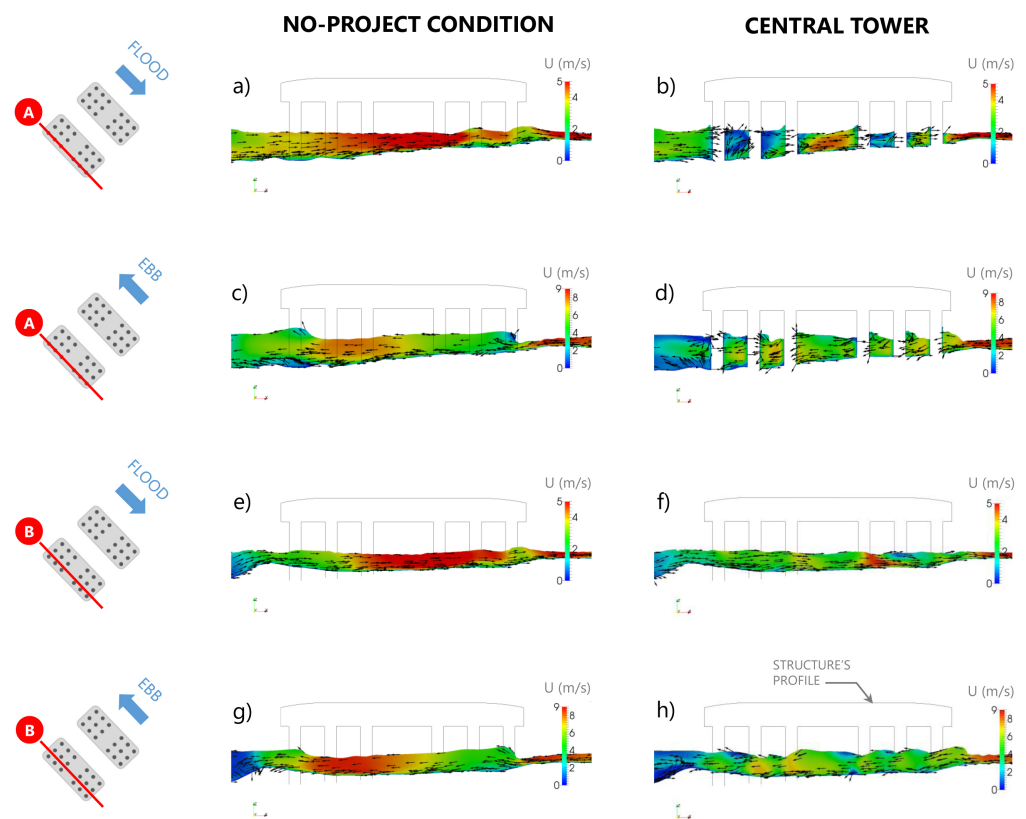 NO-PROJECT CONDITION
CENTRAL TOWER
FLOOD
A
a)
U (m/s)
5
4
2
0
b)
U (m/s)
5
4
2
0
EBB
A
c)
U (m/s)
9
8
6
4
2
0
d)
U (m/s)
9
8
6
4
2
0
FLOOD
B
e)
U (m/s)
5
4
2
0
f)
U (m/s)
5
4
2
0
EBB
B
g)
U (m/s)
9
8
6
4
2
0
STRUCTURE'S
PROFILE
h)
U (m/s)
9
8
6
4
2
0